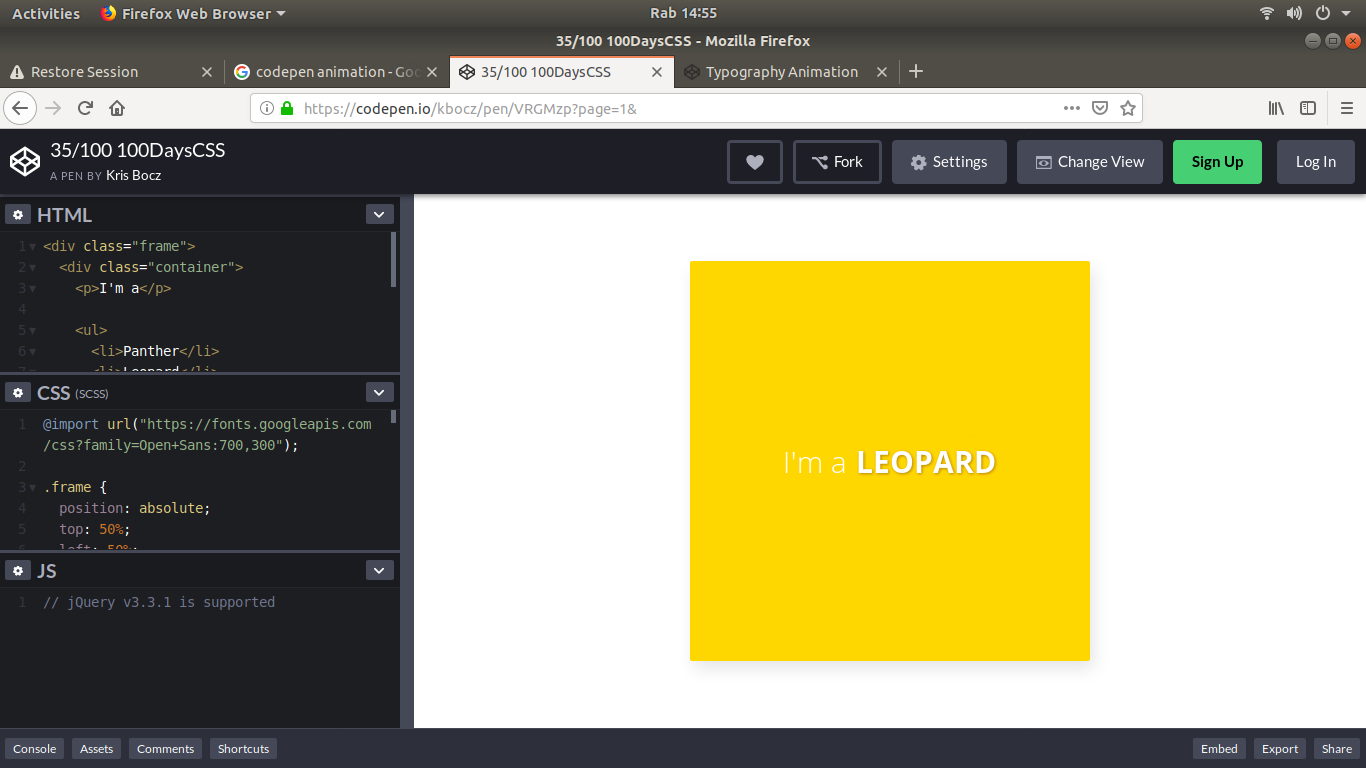 Activities Firefox Web Browser Rab 14:55
35/100 100DaysCSS - Mozilla Firefox
Restore Session codepen animation - Goo 35/100 100DaysCSS Typography Animation
https://codepen.io/kbocz/pen/VRGMzp?page=1&
35/100 100DaysCSS
A PEN BY Kris Bocz
Fork Settings Change View Sign Up Log In
HTML
1 <div class="frame">
2 <div class="container">
3 <p>I'm a</p>
4
5 <ul>
6 <li>Panther</li>
7 <li>Leopard</li>
CSS (SCSS)
1 @import url("https://fonts.googleapis.com
/css?family=Open+Sans:700,300");
2
3 .frame {
4 position: absolute;
5 top: 50%;
6 left: 50%;
JS
1 // jQuery v3.3.1 is supported
I'm a LEOPARD
Console Assets Comments Shortcuts Embed Export Share